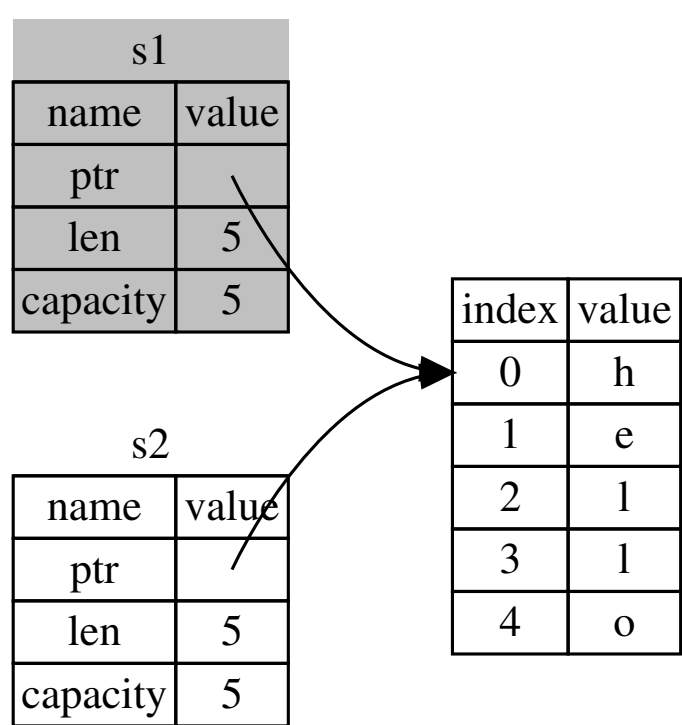 s1
name value
ptr
len 5
capacity 5
s2
name value
ptr
len 5
capacity 5
index value
0 h
1 e
2 l
3 l
4 o